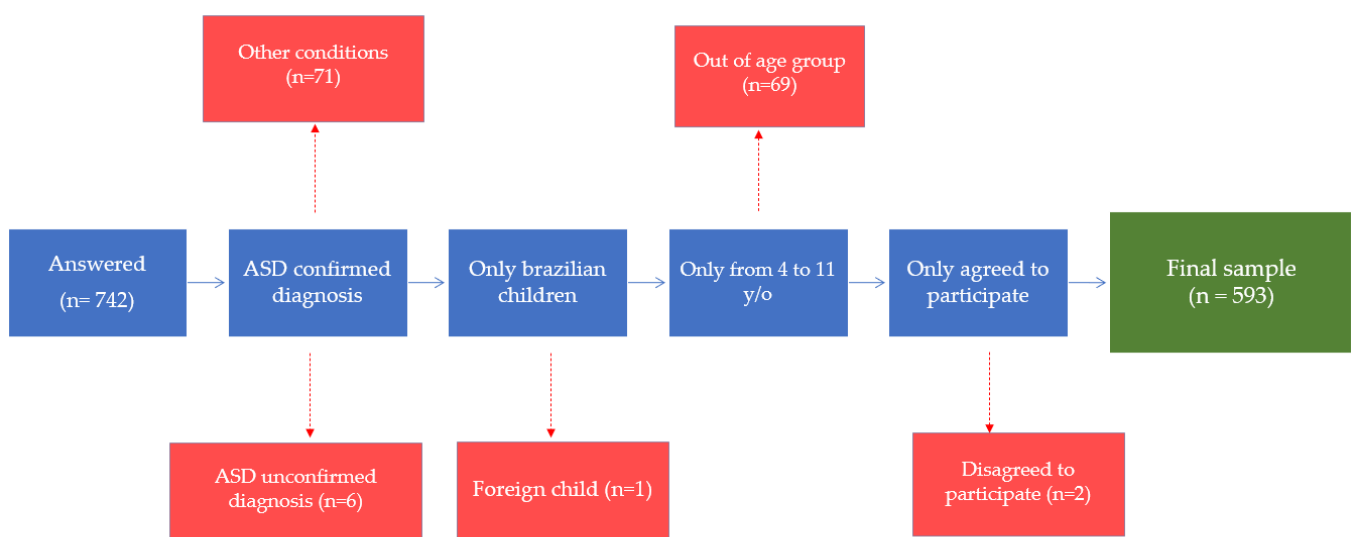 Other conditions
(n=71)
Out of age group
(n=69)
Answered
(n= 742)
ASD confirmed
diagnosis
Only brazilian
children
Only from 4 to 11
y/o
Only agreed to
participate
Final sample
(n = 593)
ASD unconfirmed
diagnosis (n=6)
Foreign child (n=1)
Disagreed to
participate (n=2)